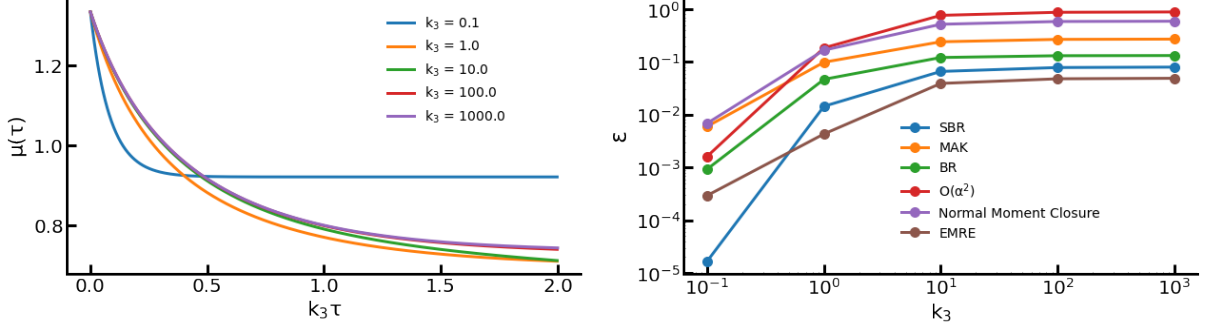 μ(τ)
1.2
1.0
0.8
0.0
0.5
1.0
1.5
2.0
k₃τ
k₃ = 0.1
k₃ = 1.0
k₃ = 10.0
k₃ = 100.0
k₃ = 1000.0
ε
10⁰
10⁻¹
10⁻²
10⁻³
10⁻⁴
10⁻⁵
10⁻¹
10⁰
10¹
10²
10³
k₃
SBR
MAK
BR
O(α²)
Normal Moment Closure
EMRE